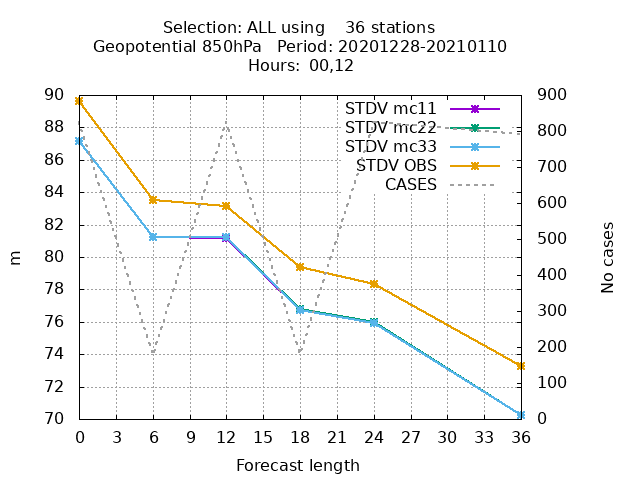 Selection: ALL using    36 stations
Geopotential 850hPa   Period: 20201228-20210110
Hours: 00,12
90 900
88 800
86 700
84 600
82 500
80 400
78 300
76 200
74 100
72 0
70
STDV mc11
STDV mc22
STDV mc33
STDV OBS
CASES
m
No cases
0 3 6 9 12 15 18 21 24 27 30 33 36
Forecast length